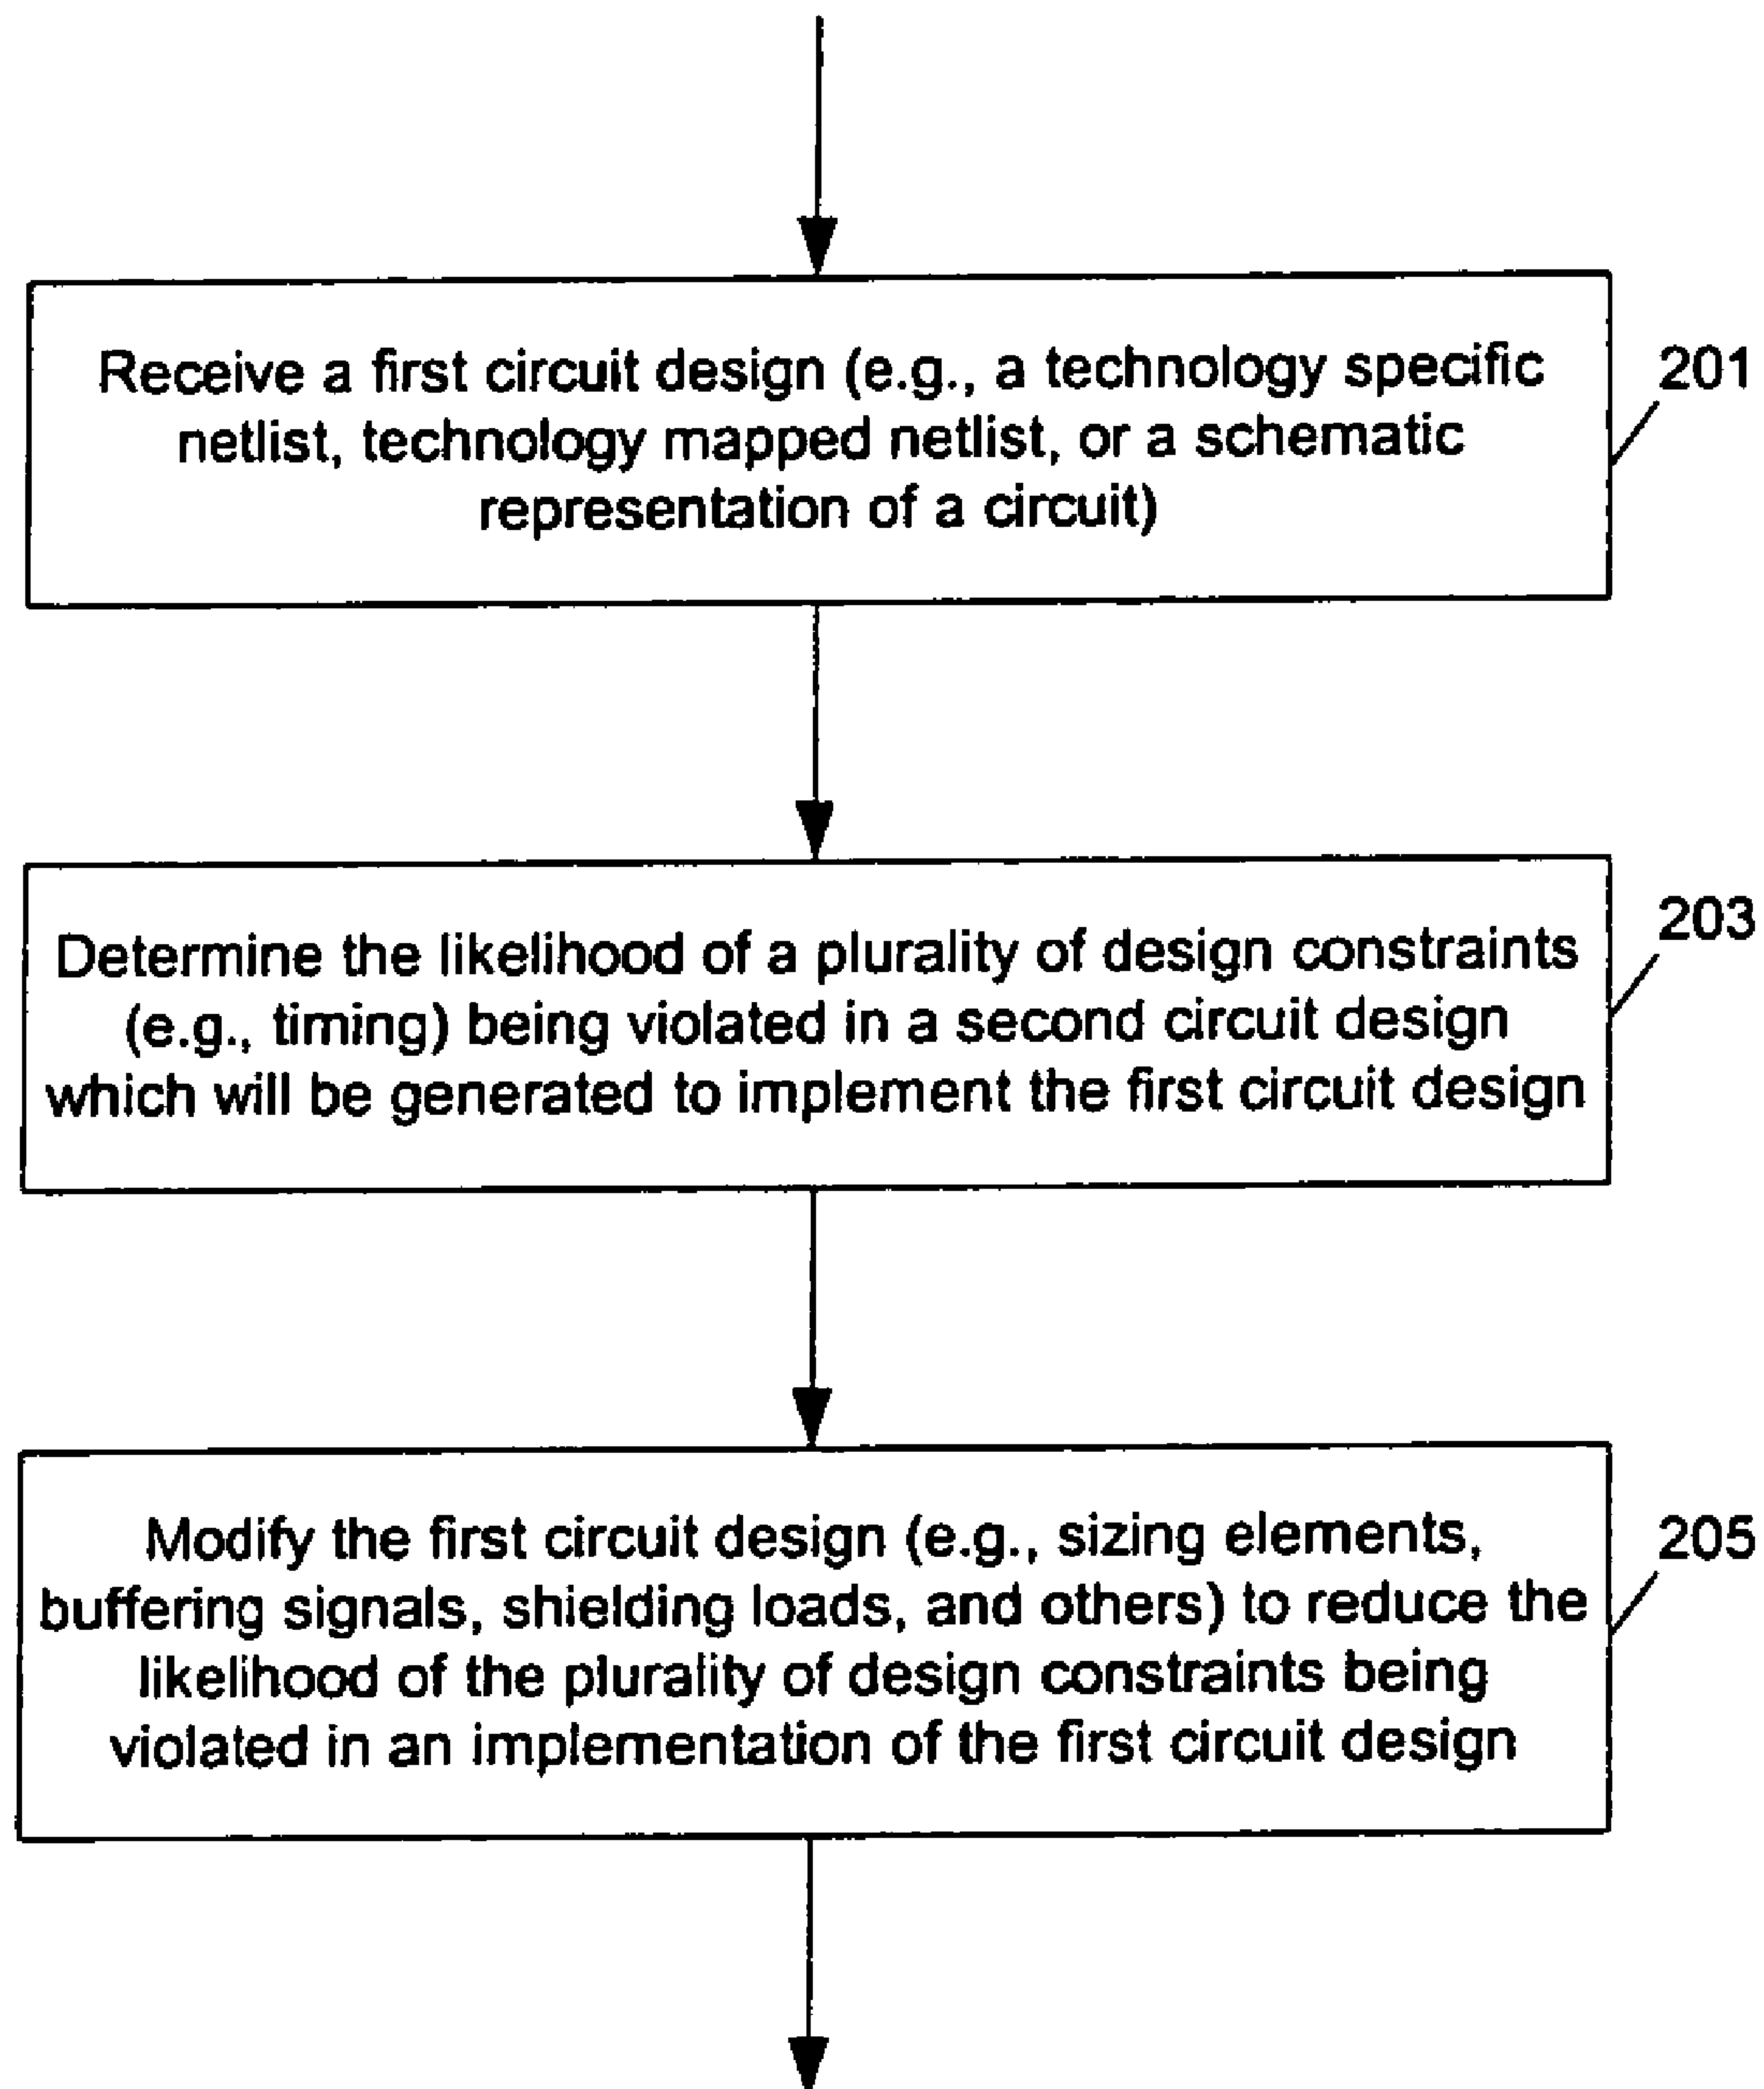 Receive a first circuit design (e.g., a technology specific
netlist, technology mapped netlist, or a schematic
representation of a circuit)
201
Determine the likelihood of a plurality of design constraints
(e.g., timing) being violated in a second circuit design
which will be generated to implement the first circuit design
203
Modify the first circuit design (e.g., sizing elements,
buffering signals, shielding loads, and others) to reduce the
likelihood of the plurality of design constraints being
violated in an implementation of the first circuit design
205